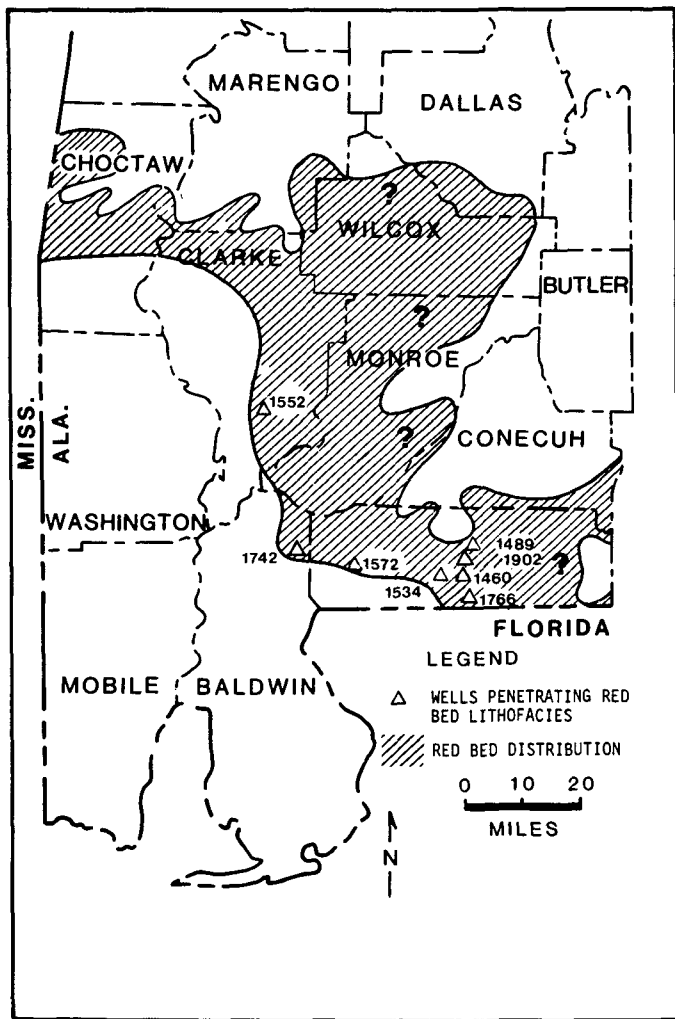 MARENGO
DALLAS
CHOCTAW
?
WILCOX
CLARKE
BUTLER
?
MONROE
1552
?
CONECUH
MISS.
ALA.
WASHINGTON
1742
1572
1534
1489
1902
1460
1766
?
FLORIDA
MOBILE
BALDWIN
LEGEND
WELLS PENETRATING RED
BED LITHOFACIES
RED BED DISTRIBUTION
0 10 20
MILES
N